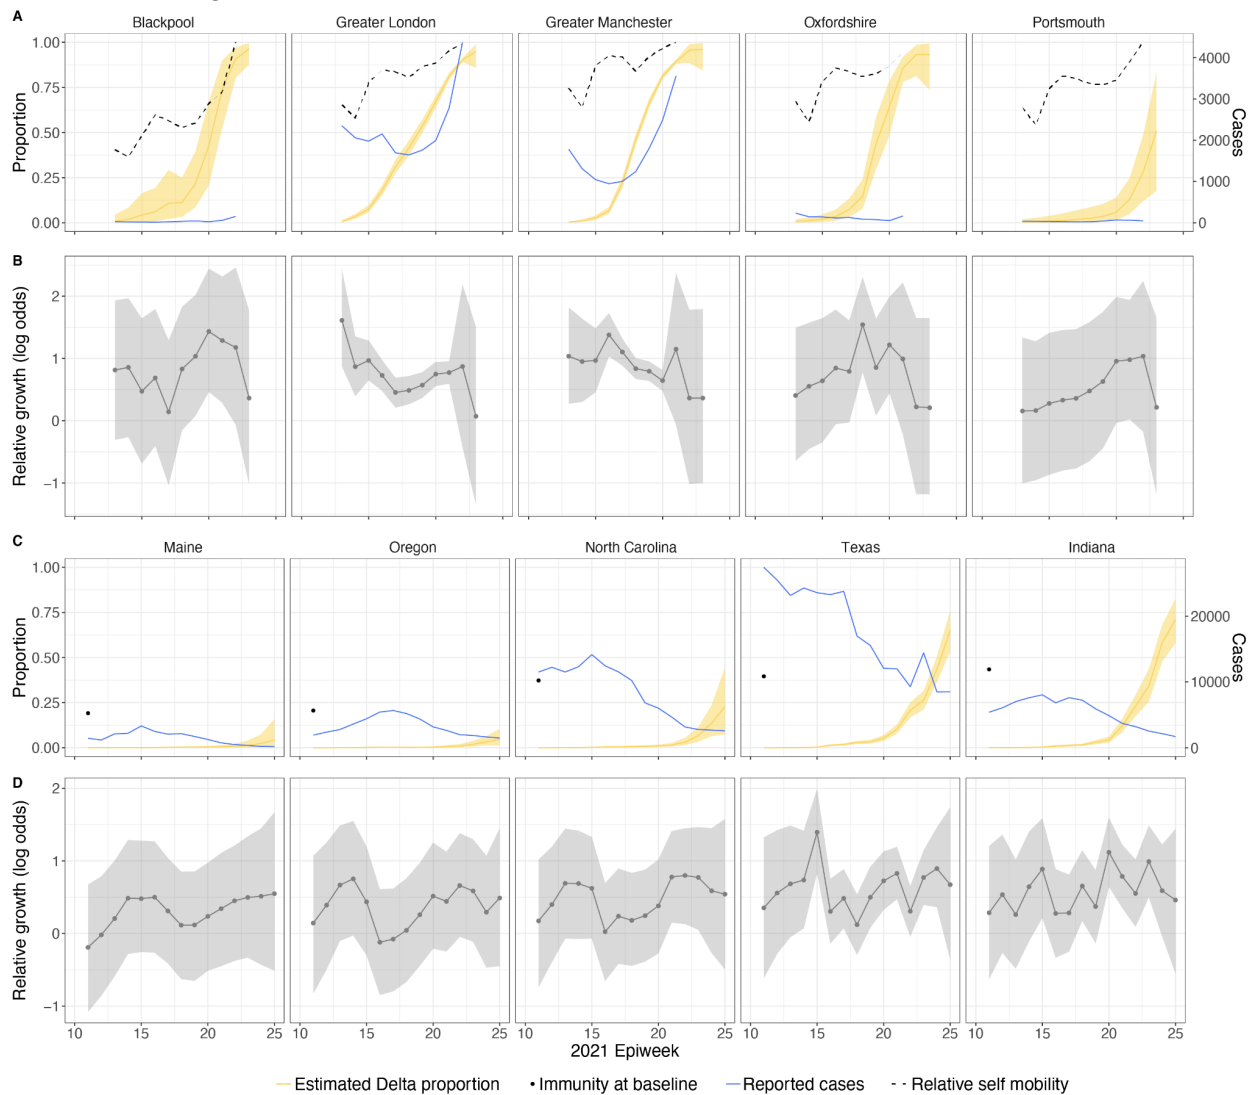 A
Blackpool Greater London Greater Manchester Oxfordshire Portsmouth
1.00
0.75
0.50
0.25
0.00
Proportion
4000
3000
2000
1000
0
Cases
B
2
1
0
−1
Relative growth (log odds)
C
Maine Oregon North Carolina Texas Indiana
1.00
0.75
0.50
0.25
0.00
Proportion
20000
10000
0
Cases
D
2
1
0
−1
Relative growth (log odds)
10 15 20 25 10 15 20 25 10 15 20 25 10 15 20 25 10 15 20 25
2021 Epiweek
Estimated Delta proportion Immunity at baseline Reported cases Relative self mobility